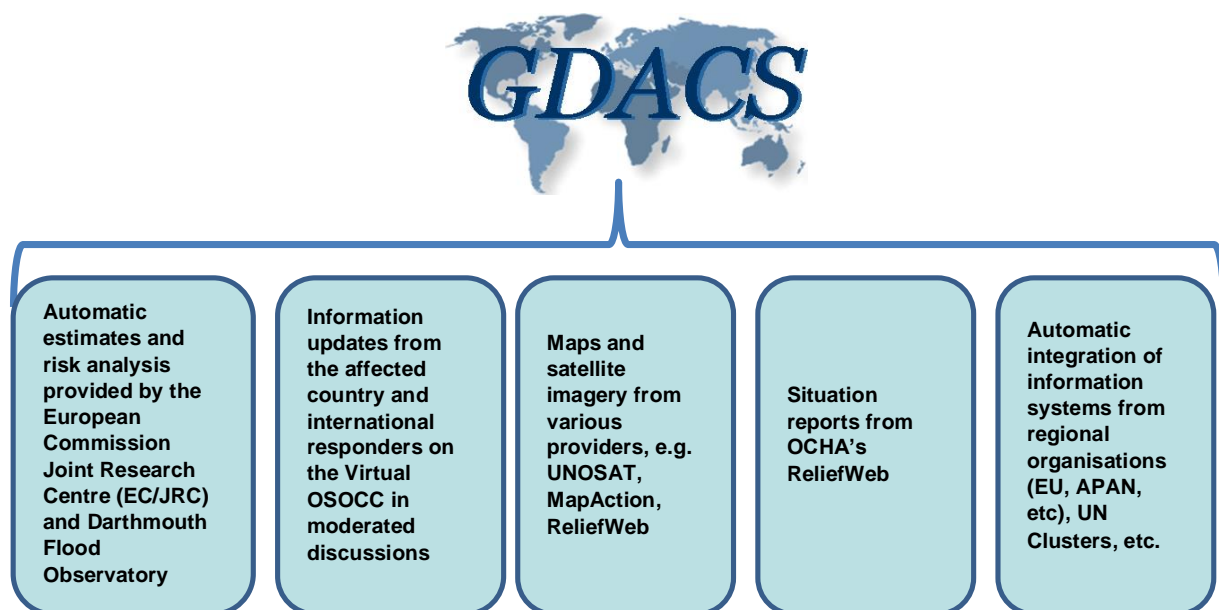 GDACS
Automatic
estimates and
risk analysis
provided by the
European
Commission
Joint Research
Centre (EC/JRC)
and Darthmouth
Flood
Observatory
Information
updates from
the affected
country and
international
responders on
the Virtual
OSOCC in
moderated
discussions
Maps and
satellite
imagery from
various
providers, e.g.
UNOSAT,
MapAction,
ReliefWeb
Situation
reports from
OCHA's
ReliefWeb
Automatic
integration of
information
systems from
regional
organisations
(EU, APAN,
etc), UN
Clusters, etc.